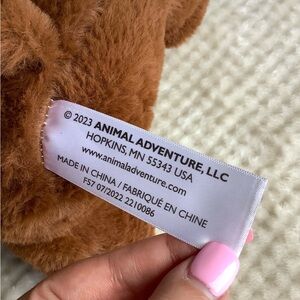 © 2023 ANIMAL ADVENTURE, LLC
HOPKINS, MN 55343 USA
www.animaladventure.com
MADE IN CHINA / FABRIQUÉ EN CHINE
F57 07/2022 2210086